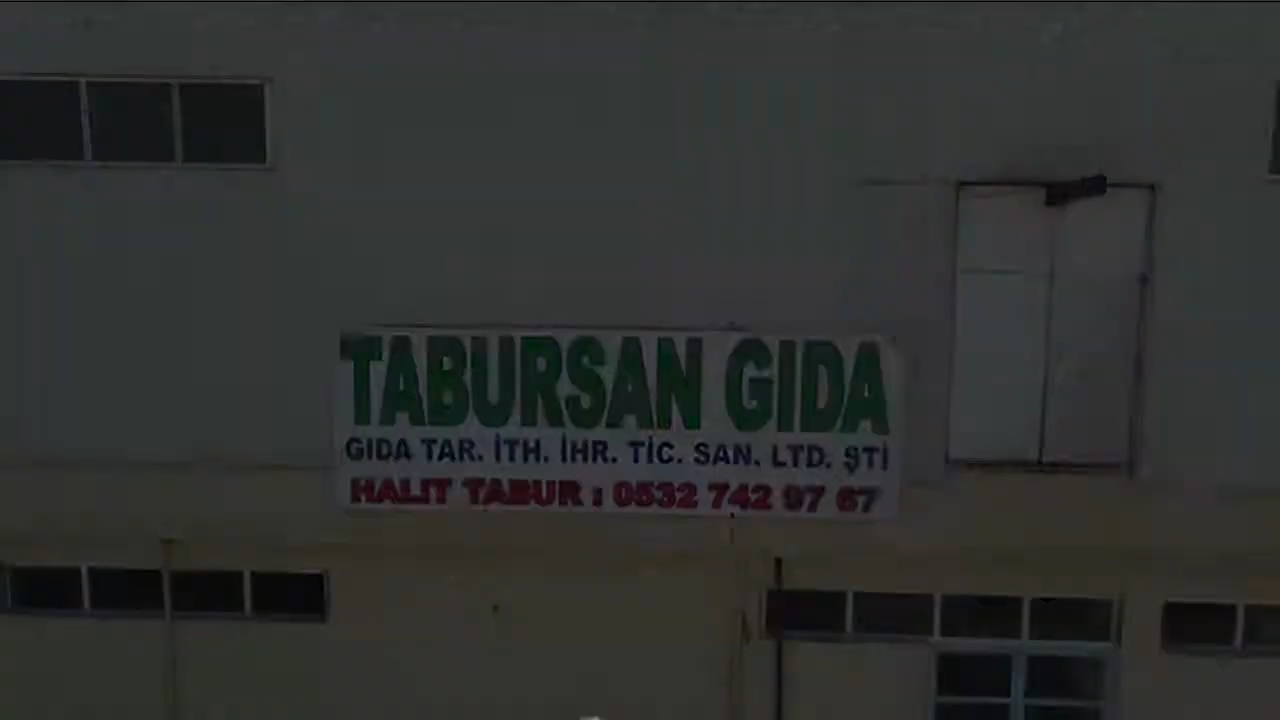 TABURSAN GIDA
GIDA TAR. İTH. İHR. TİC. SAN. LTD. ŞTİ
HALIT TABUR : 0532 742 97 67